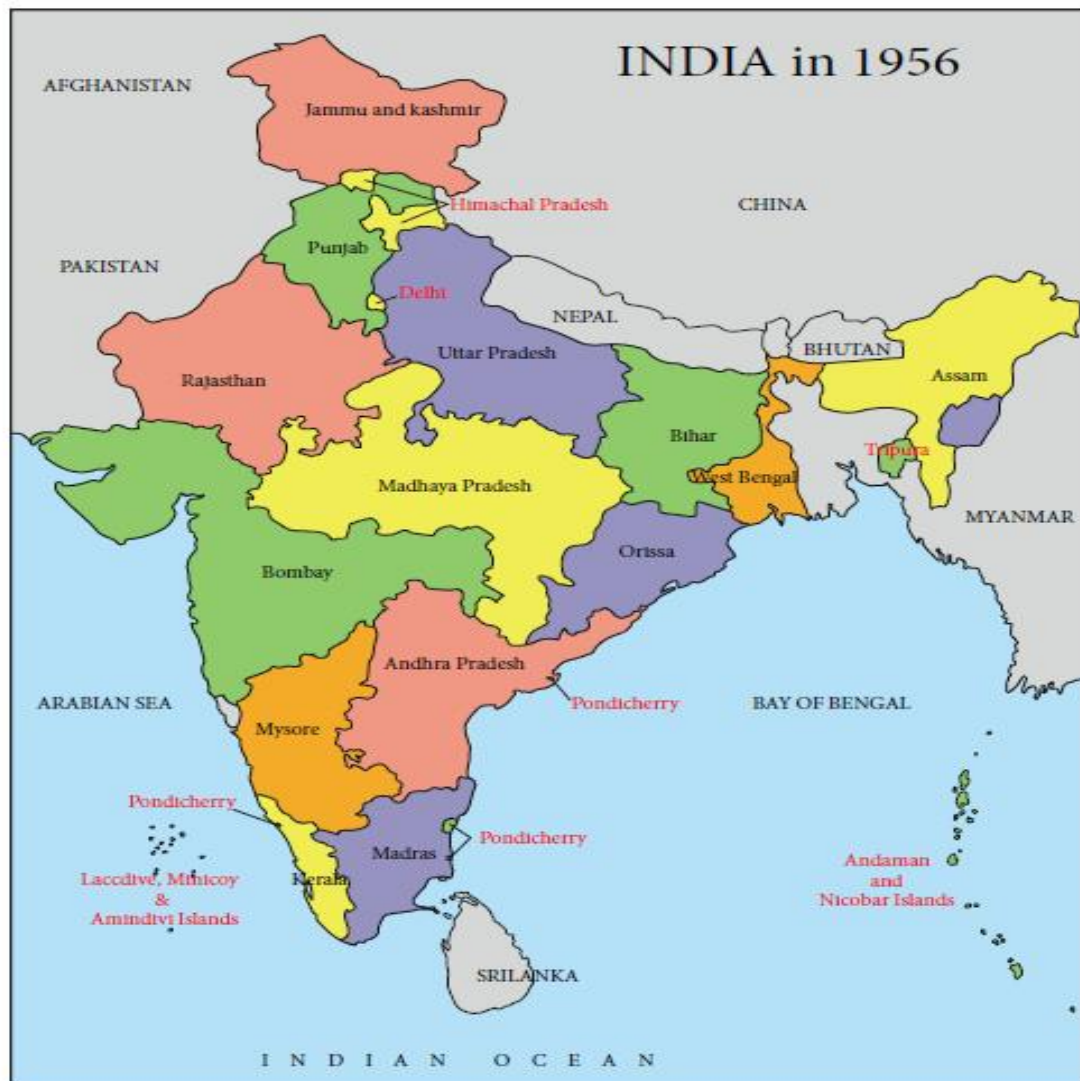 INDIA in 1956
AFGHANISTAN
Jammu and kashmir
Himachal Pradesh
CHINA
Punjab
PAKISTAN
Delhi
NEPAL
BHUTAN
Uttar Pradesh
Rajasthan
Assam
Bihar
Tripura
West Bengal
Madhaya Pradesh
MYANMAR
Orissa
Bombay
Andhra Pradesh
ARABIAN SEA
Pondicherry
BAY OF BENGAL
Mysore
Pondicherry
Pondicherry
Madras
Kerala
Laccdive, Minicoy
&
Amindivi Islands
Andaman
and
Nicobar Islands
SRILANKA
INDIAN OCEAN